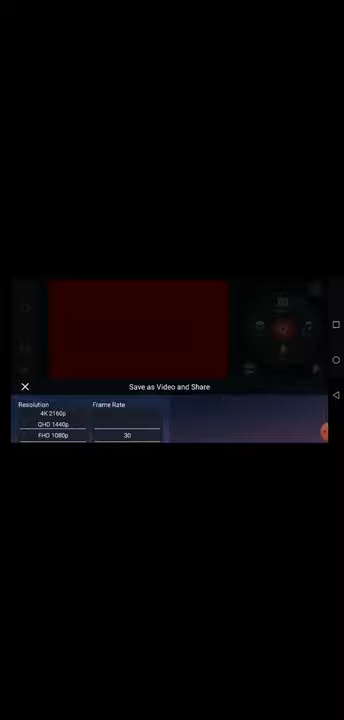 Save as Video and Share
Resolution
Frame Rate
4K 2160p
QHD 1440p
FHD 1080p
30